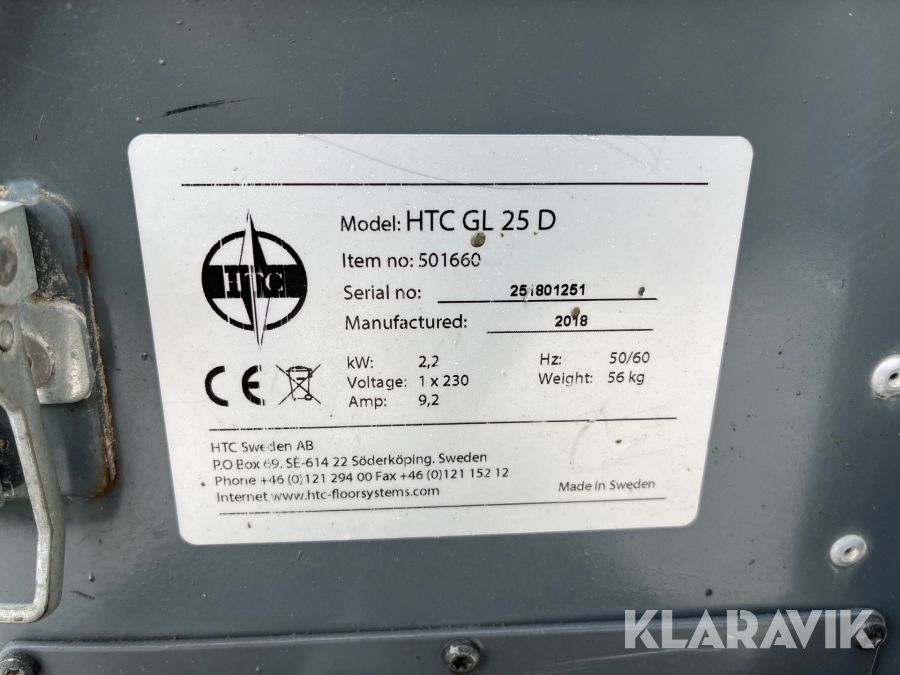 HTC
Model: HTC GL 25 D
Item no: 501660
Serial no: 251801251
Manufactured: 2018
kW: 2,2 Hz: 50/60
Voltage: 1 x 230 Weight: 56 kg
Amp: 9,2
CE
HTC Sweden AB
P.O Box 69, SE-614 22 Söderköping, Sweden
Phone +46 (0)121 294 00 Fax +46 (0)121 152 12
Internet www.htc-floorsystems.com
Made in Sweden
KLARAVIK